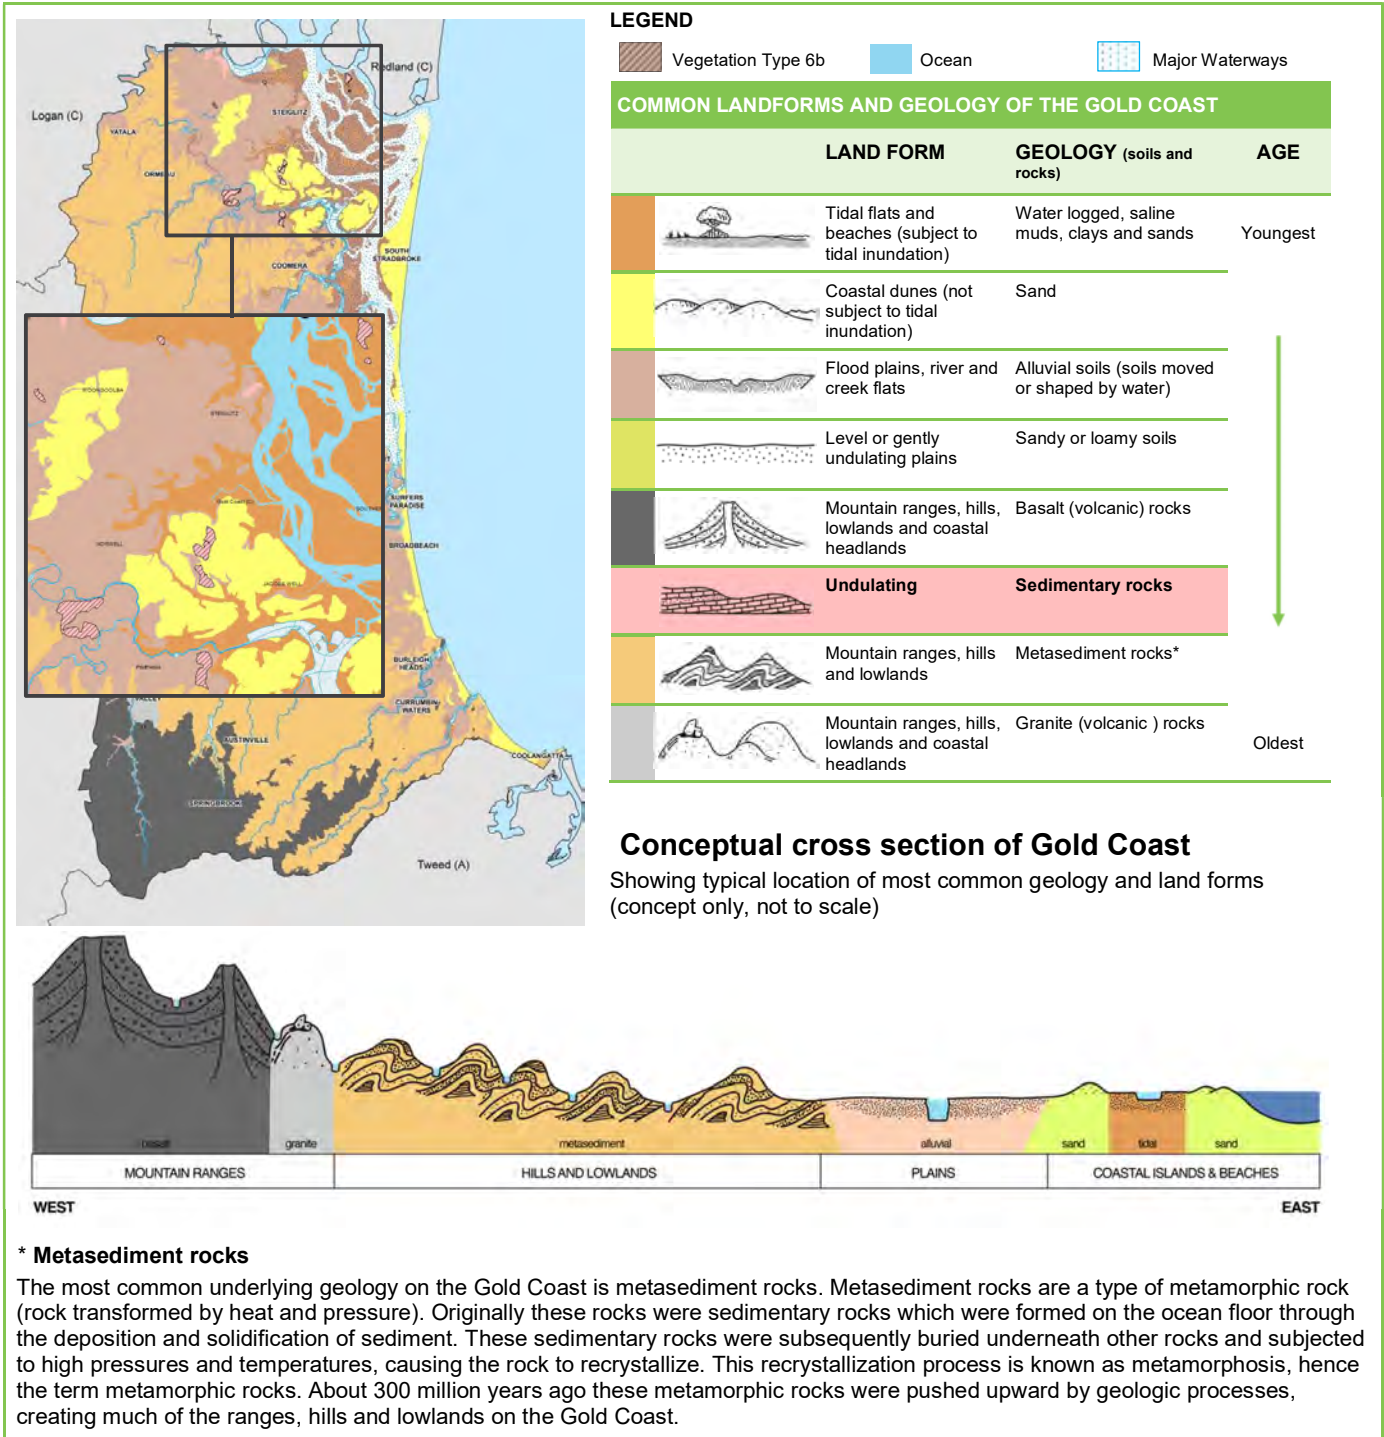 LEGEND
Vegetation Type 6b
Ocean
Major Waterways
COMMON LANDFORMS AND GEOLOGY OF THE GOLD COAST
LAND FORM
GEOLOGY (soils and
rocks)
AGE
Tidal flats and
beaches (subject to
tidal inundation)
Water logged, saline
muds, clays and sands
Youngest
Coastal dunes (not
subject to tidal
inundation)
Sand
Flood plains, river and
creek flats
Alluvial soils (soils moved
or shaped by water)
Level or gently
undulating plains
Sandy or loamy soils
Mountain ranges, hills,
lowlands and coastal
headlands
Basalt (volcanic) rocks
Undulating
Sedimentary rocks
Mountain ranges, hills
and lowlands
Metasediment rocks*
Mountain ranges, hills,
lowlands and coastal
headlands
Granite (volcanic ) rocks
Oldest
Redland (C)
Logan (C)
STEIGLITZ
YATALA
ORMEAU
SOUTH
STRADBROKE
COOMERA
WOONGOOLBA
STEIGLITZ
NORWELL
JACOBS WELL
PIMPAMA
SURFERS
PARADISE
BROADBEACH
BURLEIGH
HEADS
CURRUMBIN
WATERS
VALLEY
AUSTINVILLE
COOLANGATTA
SPRINGBROOK
Tweed (A)
Conceptual cross section of Gold Coast
Showing typical location of most common geology and land forms
(concept only, not to scale)
basalt
granite
metasediment
alluvial
sand
tidal
sand
MOUNTAIN RANGES
HILLS AND LOWLANDS
PLAINS
COASTAL ISLANDS & BEACHES
WEST
EAST
* Metasediment rocks
The most common underlying geology on the Gold Coast is metasediment rocks. Metasediment rocks are a type of metamorphic rock
(rock transformed by heat and pressure). Originally these rocks were sedimentary rocks which were formed on the ocean floor through
the deposition and solidification of sediment. These sedimentary rocks were subsequently buried underneath other rocks and subjected
to high pressures and temperatures, causing the rock to recrystallize. This recrystallization process is known as metamorphosis, hence
the term metamorphic rocks. About 300 million years ago these metamorphic rocks were pushed upward by geologic processes,
creating much of the ranges, hills and lowlands on the Gold Coast.